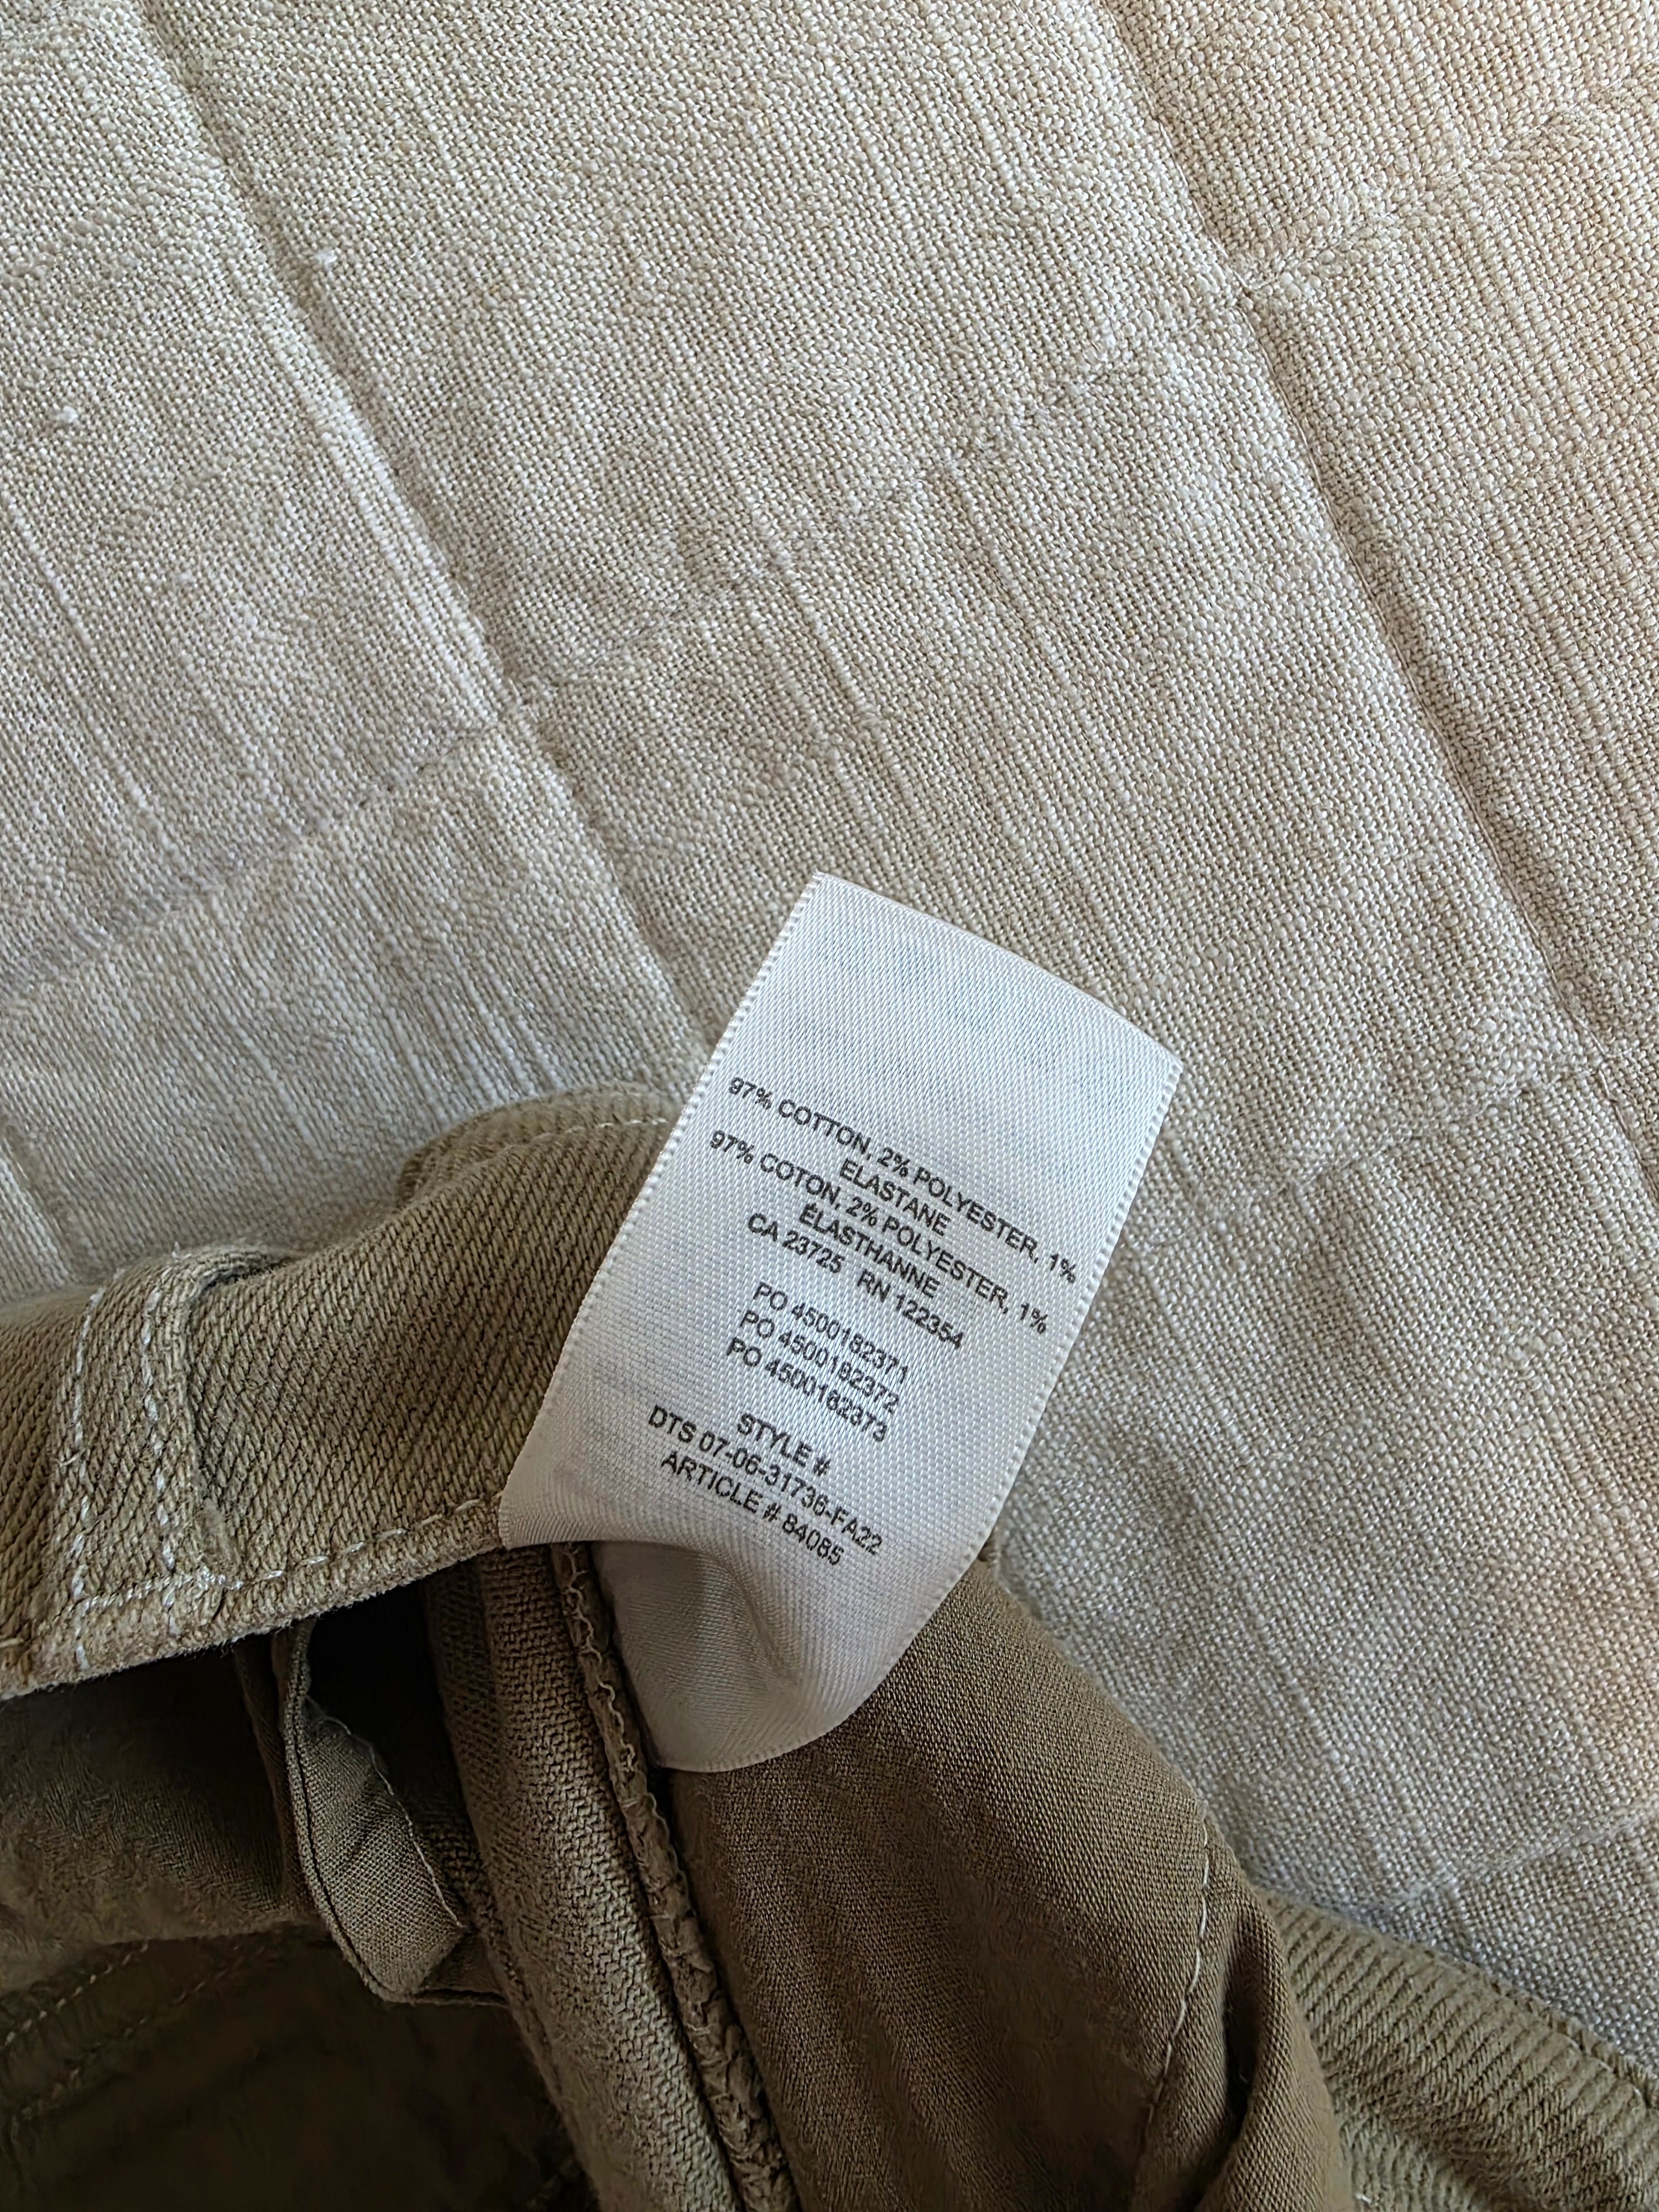 97% COTTON, 2% POLYESTER, 1%
ELASTANE
97% COTON, 2% POLYESTER, 1%
ÉLASTHANNE
CA 23725 RN 122354
PO 4500182371
PO 4500182372
PO 4500182373
STYLE #
DTS 07-06-31736-FA22
ARTICLE # 84085